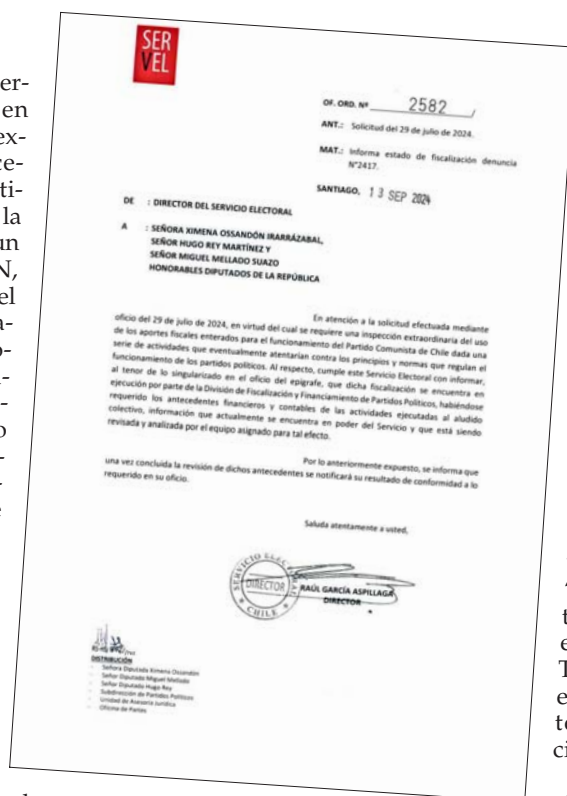 SER
VEL
OF. ORD. Nº 2582 /
ANT.: Solicitud del 29 de julio de 2024.
MAT.: Informa estado de fiscalización denuncia
N°2417.
SANTIAGO, 13 SEP 2024
DE : DIRECTOR DEL SERVICIO ELECTORAL
A : SEÑORA XIMENA OSSANDÓN IRARRÁZABAL,
SEÑOR HUGO REY MARTÍNEZ Y
SEÑOR MIGUEL MELLADO SUAZO
HONORABLES DIPUTADOS DE LA REPÚBLICA
En atención a la solicitud efectuada mediante
oficio del 29 de julio de 2024, en virtud del cual se requiere una inspección extraordinaria del uso
de los aportes fiscales enterados para el funcionamiento del Partido Comunista de Chile dada una
serie de actividades que eventualmente atentarían contra los principios y normas que regulan el
funcionamiento de los partidos políticos. Al respecto, cumple este Servicio Electoral con informar,
al tenor de lo singularizado en el oficio del epígrafe, que dicha fiscalización se encuentra en
ejecución por parte de la División de Fiscalización y Financiamiento de Partidos Políticos, habiéndose
requerido los antecedentes financieros y contables de las actividades ejecutadas al aludido
colectivo, información que actualmente se encuentra en poder del Servicio y que está siendo
revisada y analizada por el equipo asignado para tal efecto.
Por lo anteriormente expuesto, se informa que
una vez concluida la revisión de dichos antecedentes se notificará su resultado de conformidad a lo
requerido en su oficio.
Saluda atentamente a usted,
SERVICIO ELEC
DIRECTOR
CHILE
RAÚL GARCÍA ASPILLAGA
DIRECTOR
DISTRIBUCIÓN
- Señora Diputada Ximena Ossandón
- Señor Diputado Miguel Mellado
- Señor Diputado Hugo Rey
- Subdirección de Partidos Políticos
- Unidad de Asesoría Jurídica
- Oficina de Partes